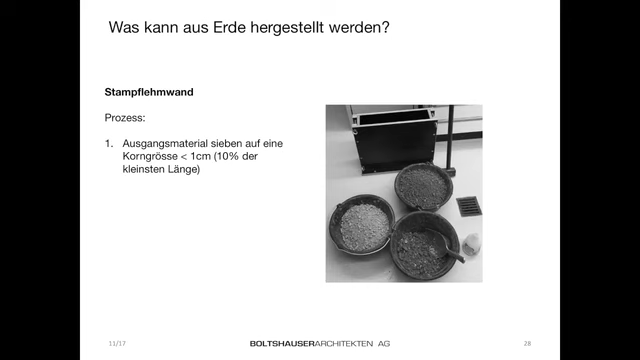 Was kann aus Erde hergestellt werden?
Stampflehmwand
Prozess:
1. Ausgangsmaterial sieben auf eine
Korngrösse < 1cm (10% der
kleinsten Länge)
11/17 BOLTSHAUSERARCHITEKTEN AG 28